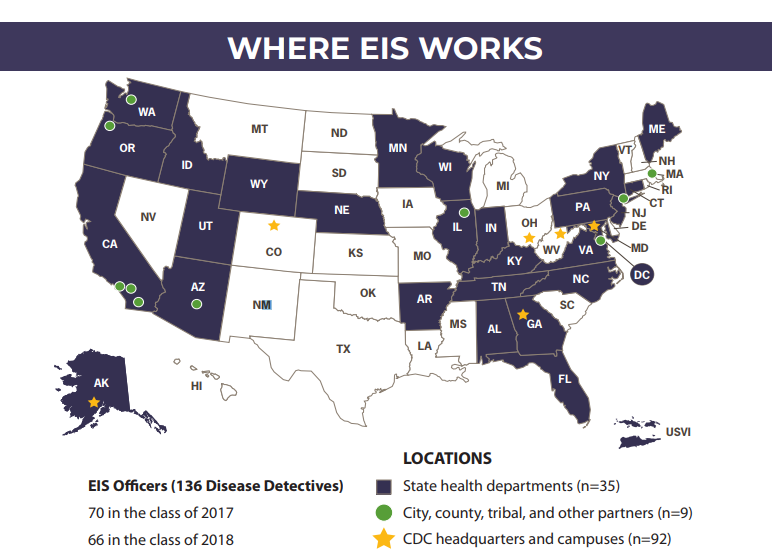 WHERE EIS WORKS
WA
MT
ND
MN
ME
OR
ID
SD
WI
VT
NH
MA
WY
MI
NY
RI
CT
NV
UT
NE
IA
PA
NJ
DE
CA
CO
IL
IN
OH
WV
VA
MD
DC
KS
MO
KY
AZ
NM
OK
AR
TN
NC
SC
TX
LA
MS
AL
GA
FL
AK
HI
USVI
LOCATIONS
EIS Officers (136 Disease Detectives)
State health departments (n=35)
70 in the class of 2017
City, county, tribal, and other partners (n=9)
66 in the class of 2018
CDC headquarters and campuses (n=92)